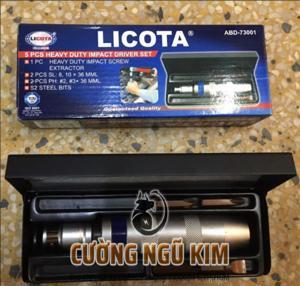 LICOTA
LICOTA®
ABD-73001
5 PCS HEAVY DUTY IMPACT DRIVER SET
• 1 PC HEAVY DUTY IMPACT SCREW
EXTRACTOR
• 2 PCS SL: 8, 10 × 36 MML
• 2 PCS PH: #2, #3× 36 MML
• S2 STEEL BITS
Guaranteed Quality
CƯỜNG NGŨ KIM